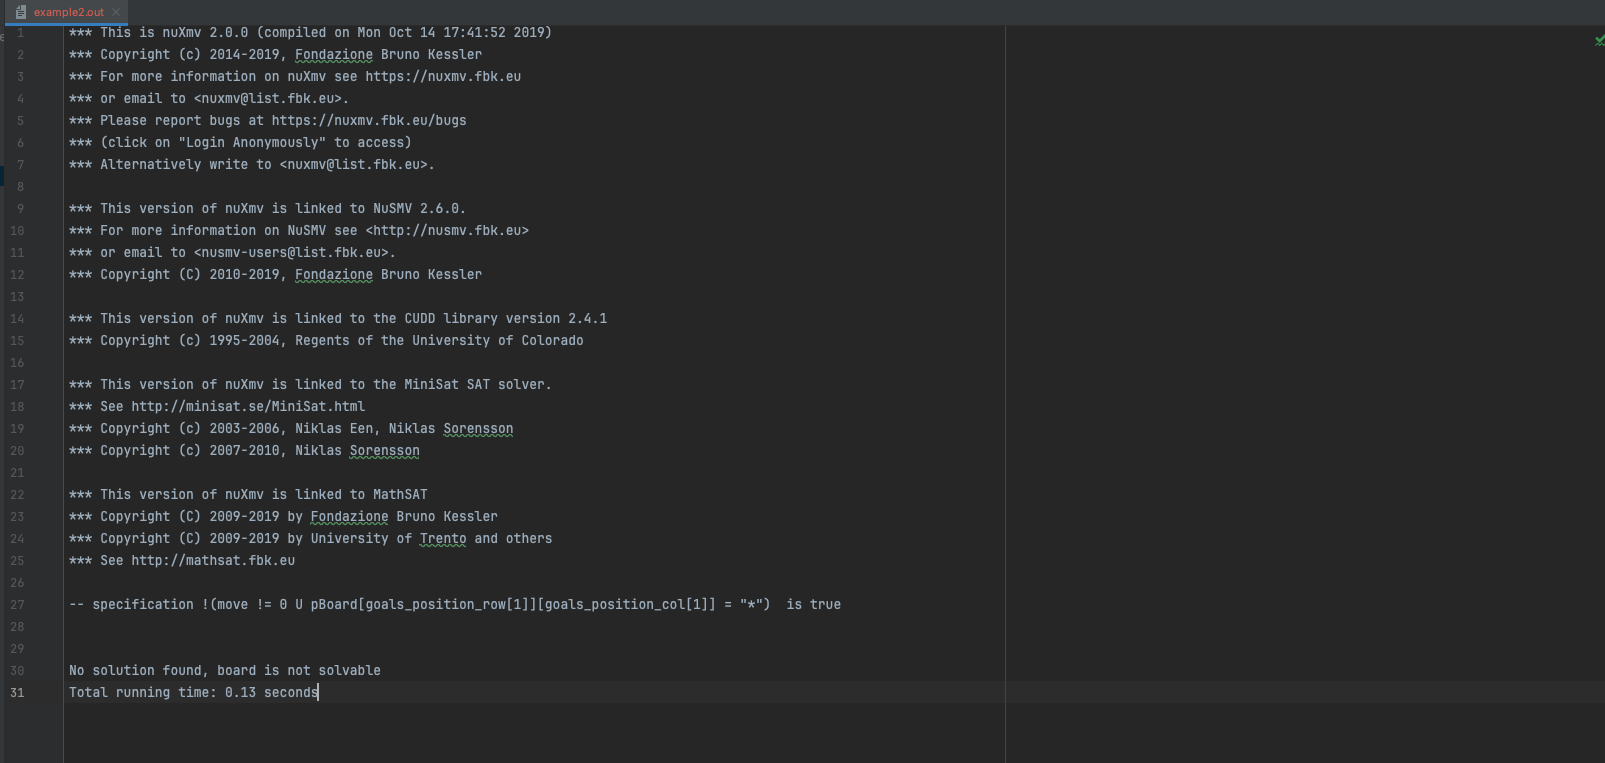 example2.out
1 *** This is nuXmv 2.0.0 (compiled on Mon Oct 14 17:41:52 2019)
2 *** Copyright (c) 2014-2019, Fondazione Bruno Kessler
3 *** For more information on nuXmv see https://nuxmv.fbk.eu
4 *** or email to <nuxmv@list.fbk.eu>.
5 *** Please report bugs at https://nuxmv.fbk.eu/bugs
6 *** (click on "Login Anonymously" to access)
7 *** Alternatively write to <nuxmv@list.fbk.eu>.
8
9 *** This version of nuXmv is linked to NuSMV 2.6.0.
10 *** For more information on NuSMV see <http://nusmv.fbk.eu>
11 *** or email to <nusmv-users@list.fbk.eu>.
12 *** Copyright (C) 2010-2019, Fondazione Bruno Kessler
13
14 *** This version of nuXmv is linked to the CUDD library version 2.4.1
15 *** Copyright (c) 1995-2004, Regents of the University of Colorado
16
17 *** This version of nuXmv is linked to the MiniSat SAT solver.
18 *** See http://minisat.se/MiniSat.html
19 *** Copyright (c) 2003-2006, Niklas Een, Niklas Sorensson
20 *** Copyright (c) 2007-2010, Niklas Sorensson
21
22 *** This version of nuXmv is linked to MathSAT
23 *** Copyright (C) 2009-2019 by Fondazione Bruno Kessler
24 *** Copyright (C) 2009-2019 by University of Trento and others
25 *** See http://mathsat.fbk.eu
26
27 -- specification !(move != 0 U pBoard[goals_position_row[1]][goals_position_col[1]] = "*")  is true
28
29
30 No solution found, board is not solvable
31 Total running time: 0.13 seconds